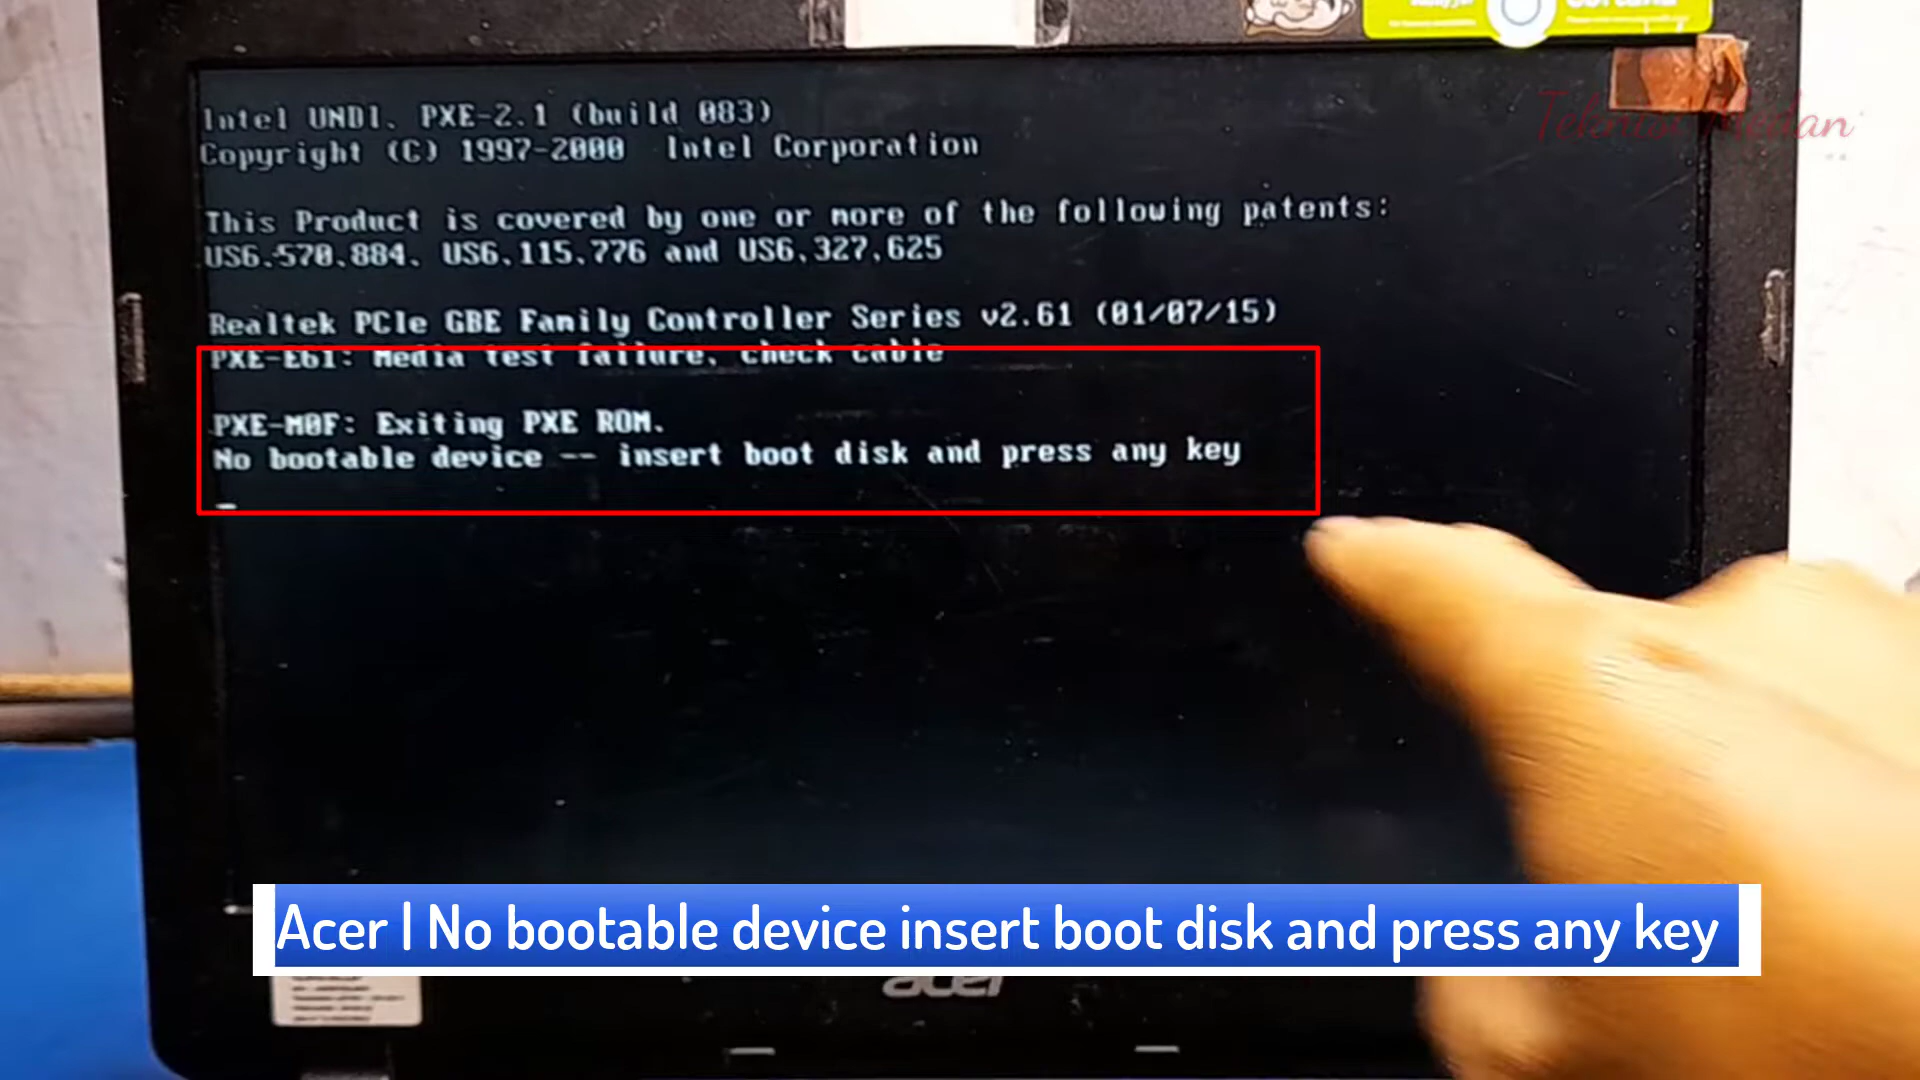 Teknisi Medan
Intel UNDI, PXE-2.1 (build 083)
Copyright (C) 1997-2000 Intel Corporation
This Product is covered by one or more of the following patents:
US6,570,884, US6,115,776 and US6,327,625
Realtek PCIe GBE Family Controller Series v2.61 (01/07/15)
PXE-E61: Media test failure, check cable
PXE-M0F: Exiting PXE ROM.
No bootable device -- insert boot disk and press any key
Acer | No bootable device insert boot disk and press any key
acer